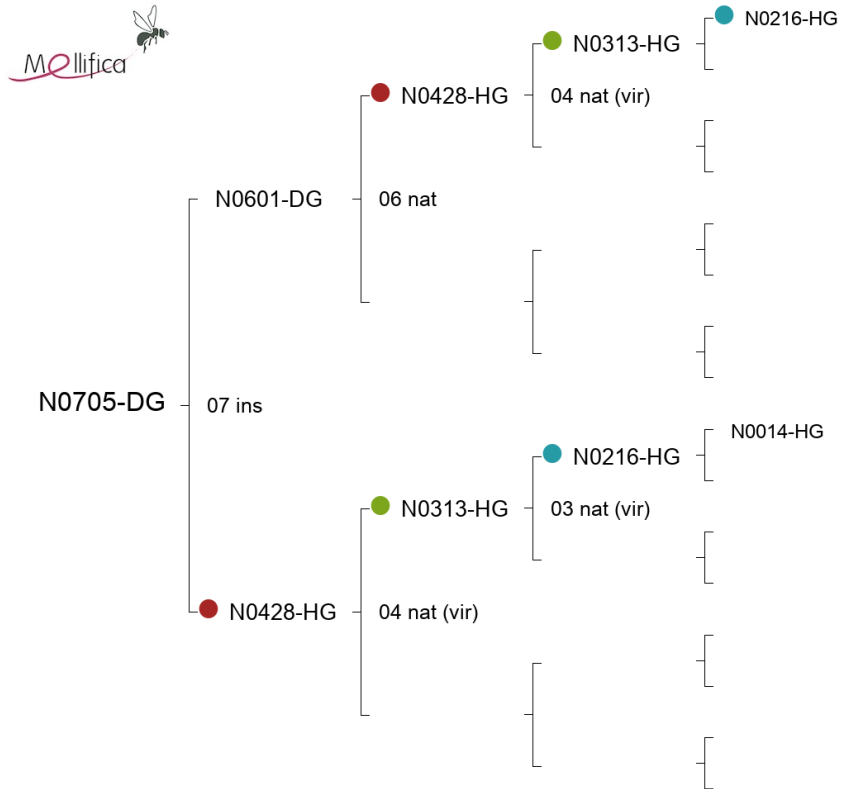 Mellifica
N0216-HG
N0313-HG
N0428-HG
04 nat (vir)
N0601-DG
06 nat
N0705-DG
07 ins
N0014-HG
N0216-HG
N0313-HG
03 nat (vir)
N0428-HG
04 nat (vir)